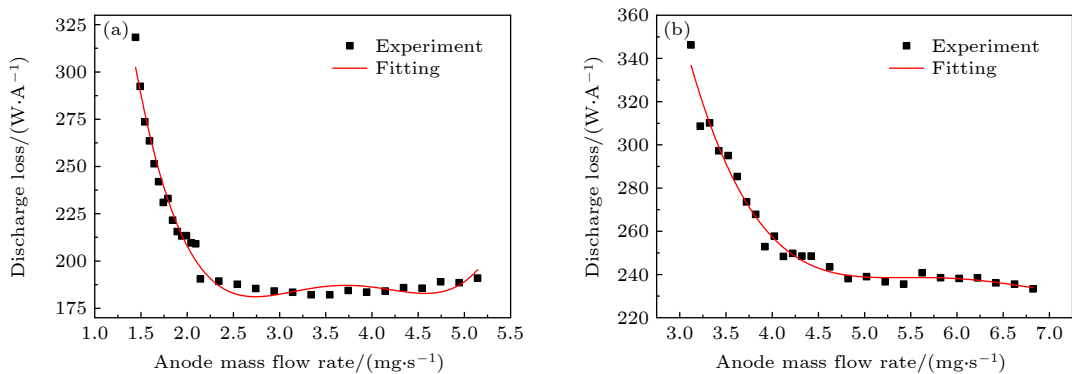 (a)
Experiment
Fitting
Discharge loss/(W·A⁻¹)
325
300
275
250
225
200
175
1.0 1.5 2.0 2.5 3.0 3.5 4.0 4.5 5.0 5.5
Anode mass flow rate/(mg·s⁻¹)
(b)
Experiment
Fitting
Discharge loss/(W·A⁻¹)
360
340
320
300
280
260
240
220
3.0 3.5 4.0 4.5 5.0 5.5 6.0 6.5 7.0
Anode mass flow rate/(mg·s⁻¹)